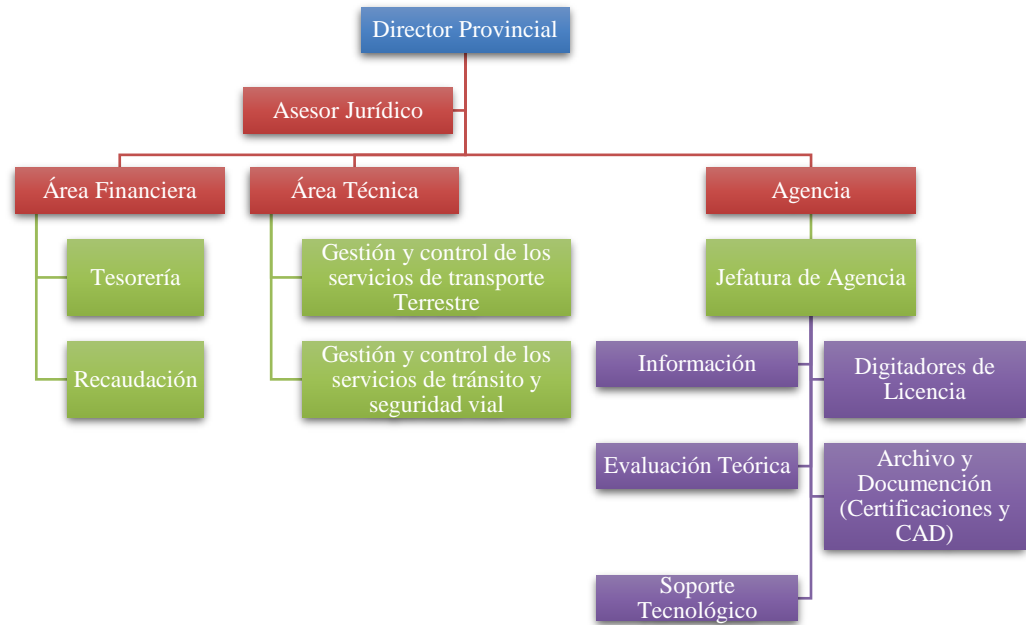 Director Provincial
Asesor Jurídico
Área Financiera
Área Técnica
Agencia
Tesorería
Gestión y control de los
servicios de transporte
Terrestre
Jefatura de Agencia
Recaudación
Gestión y control de los
servicios de tránsito y
seguridad vial
Información
Digitadores de
Licencia
Evaluación Teórica
Archivo y
Documención
(Certificaciones y
CAD)
Soporte
Tecnológico